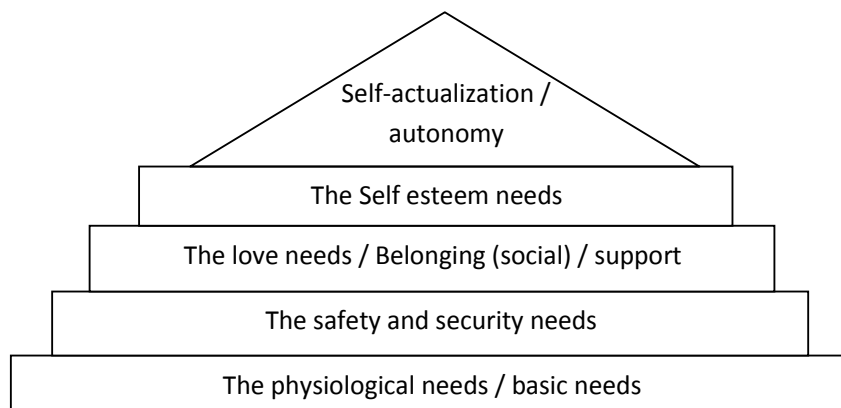 Self-actualization /
autonomy
The Self esteem needs
The love needs / Belonging (social) / support
The safety and security needs
The physiological needs / basic needs